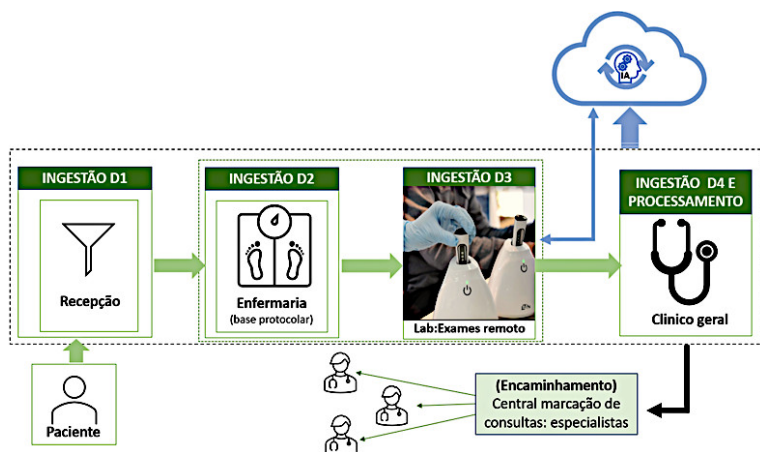 IA
INGESTÃO D1
INGESTÃO D2
INGESTÃO D3
INGESTÃO D4 E
PROCESSAMENTO
Recepção
Enfermaria
(base protocolar)
Lab:Exames remoto
Clinico geral
Paciente
(Encaminhamento)
Central marcação de
consultas: especialistas